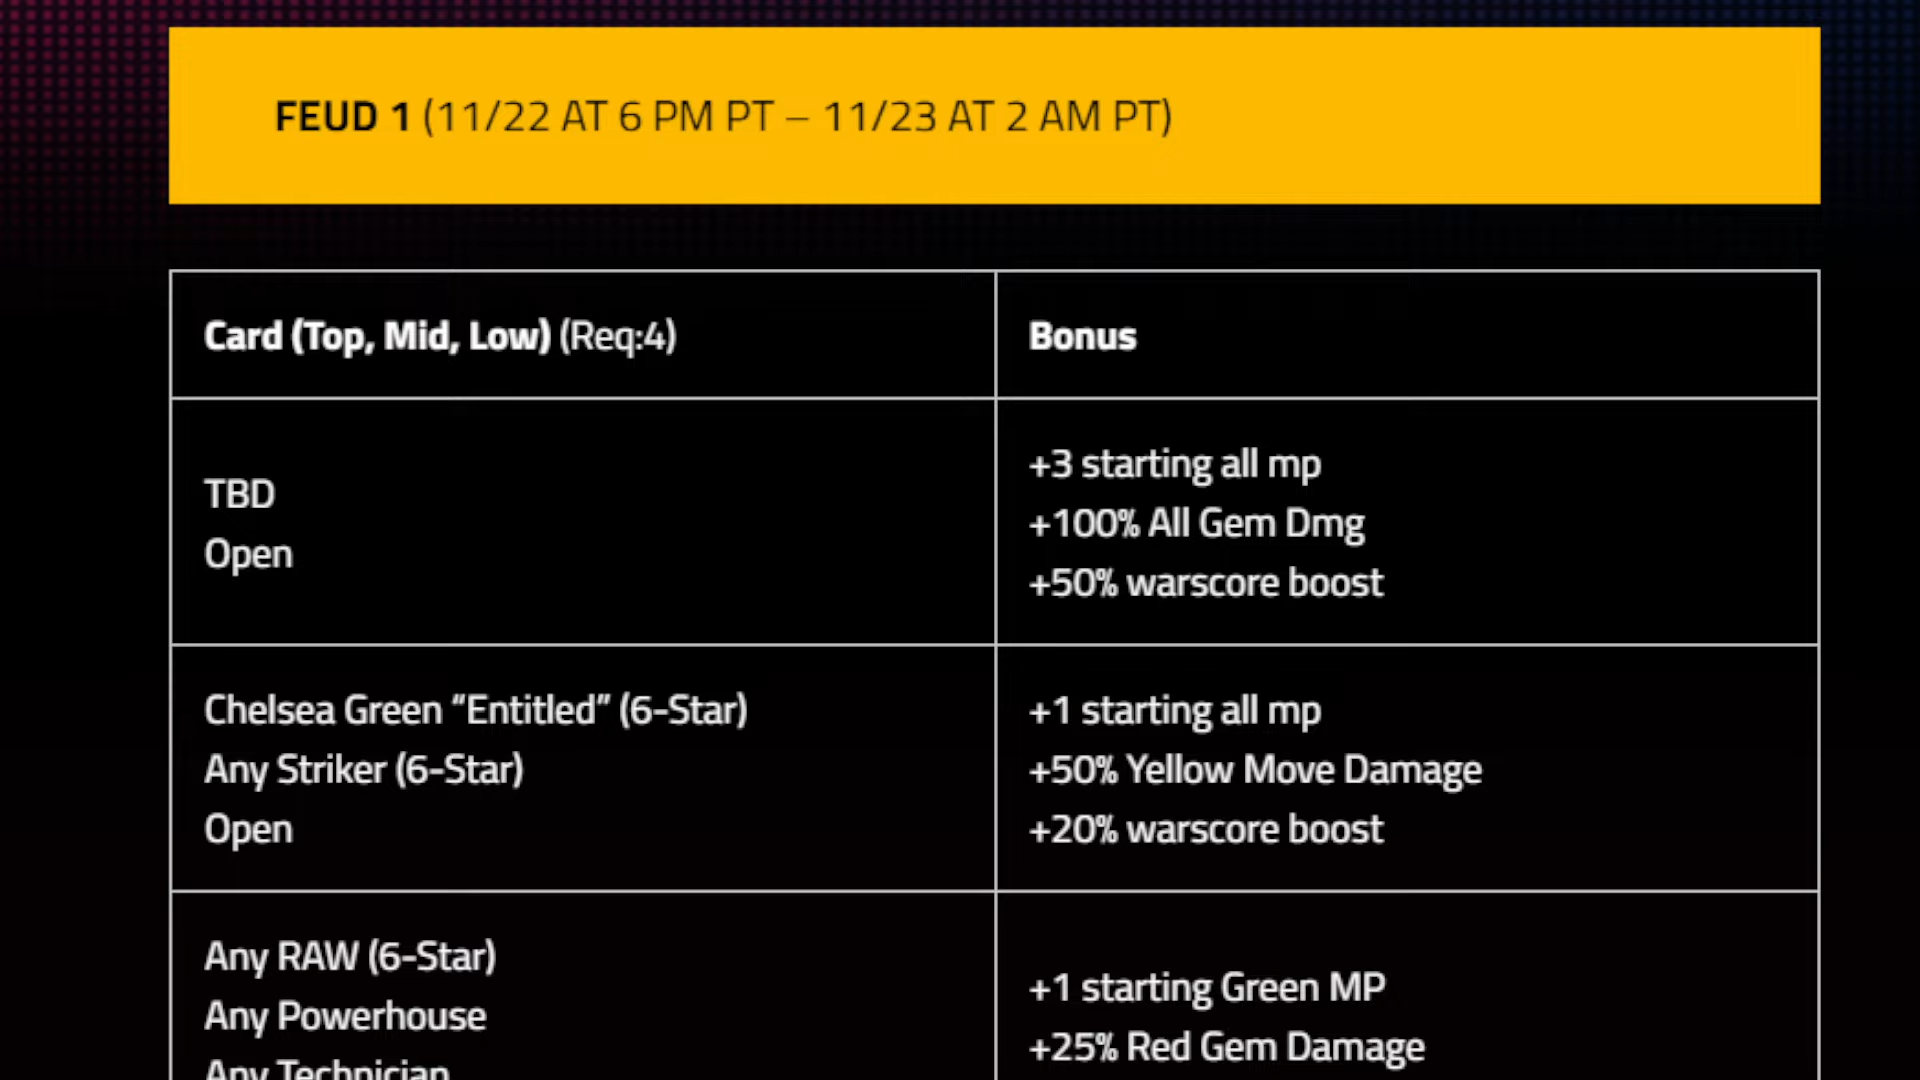 FEUD 1 (11/22 AT 6 PM PT – 11/23 AT 2 AM PT)
Card (Top, Mid, Low) (Req:4)
Bonus
TBD
Open
+3 starting all mp
+100% All Gem Dmg
+50% warscore boost
Chelsea Green “Entitled” (6-Star)
Any Striker (6-Star)
Open
+1 starting all mp
+50% Yellow Move Damage
+20% warscore boost
Any RAW (6-Star)
Any Powerhouse
Any Technician
+1 starting Green MP
+25% Red Gem Damage